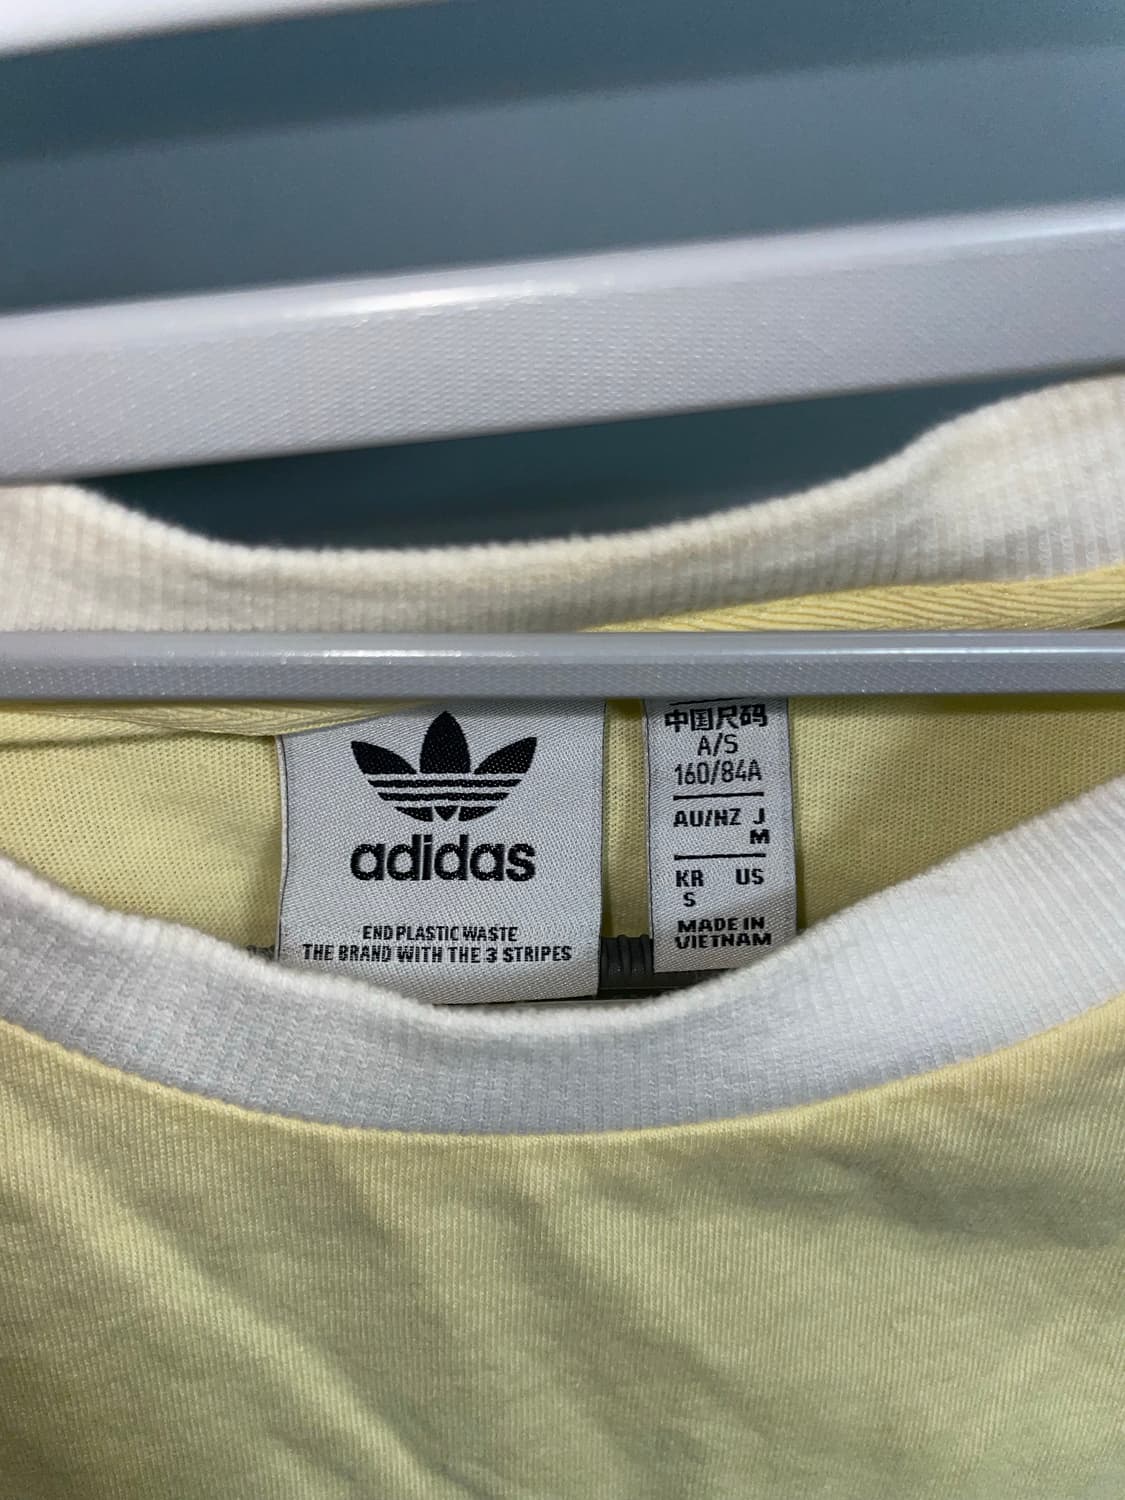 adidas
END PLASTIC WASTE
THE BRAND WITH THE 3 STRIPES
中国尺码
A/S
160/84A
AU/NZ J
M
KR US
S
MADE IN
VIETNAM